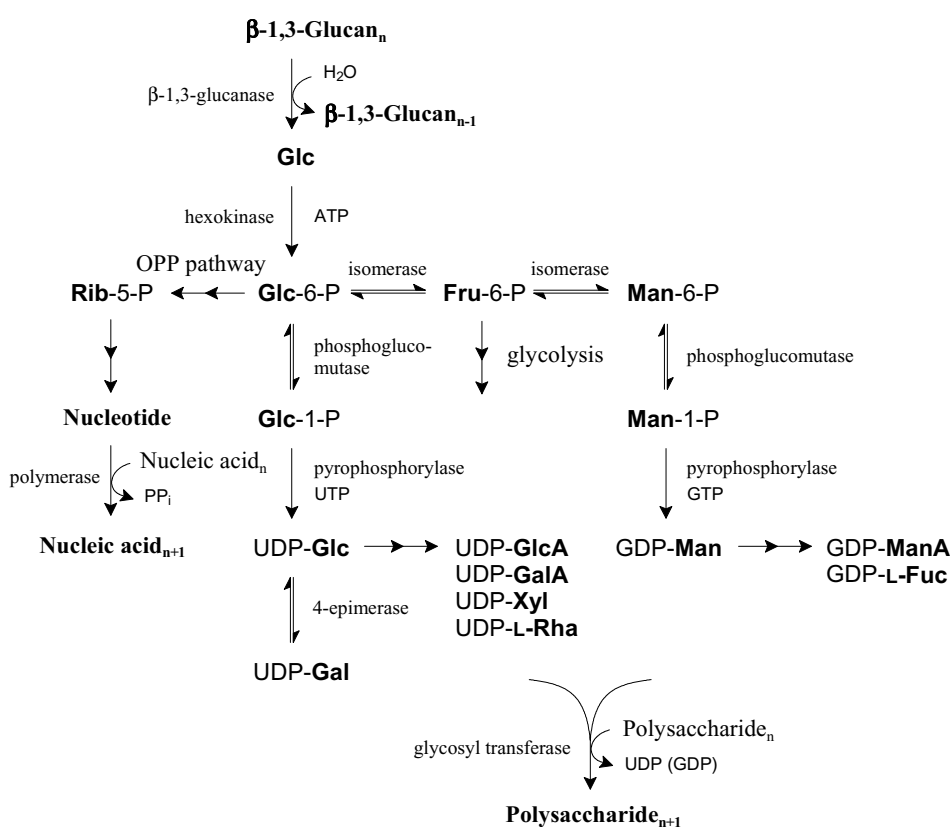 β-1,3-Glucanₙ
H₂O
β-1,3-glucanase
β-1,3-Glucanₙ₋₁
Glc
hexokinase ATP
OPP pathway isomerase isomerase
Rib-5-P Glc-6-P Fru-6-P Man-6-P
phosphogluco-
mutase
glycolysis
phosphoglucomutase
Nucleotide Glc-1-P Man-1-P
polymerase Nucleic acidₙ
PPᵢ
pyrophosphorylase
UTP
pyrophosphorylase
GTP
Nucleic acidₙ₊₁ UDP-Glc UDP-GlcA GDP-Man GDP-ManA
UDP-GalA GDP-L-Fuc
4-epimerase UDP-Xyl
UDP-L-Rha
UDP-Gal
Polysaccharideₙ
glycosyl transferase
UDP (GDP)
Polysaccharideₙ₊₁